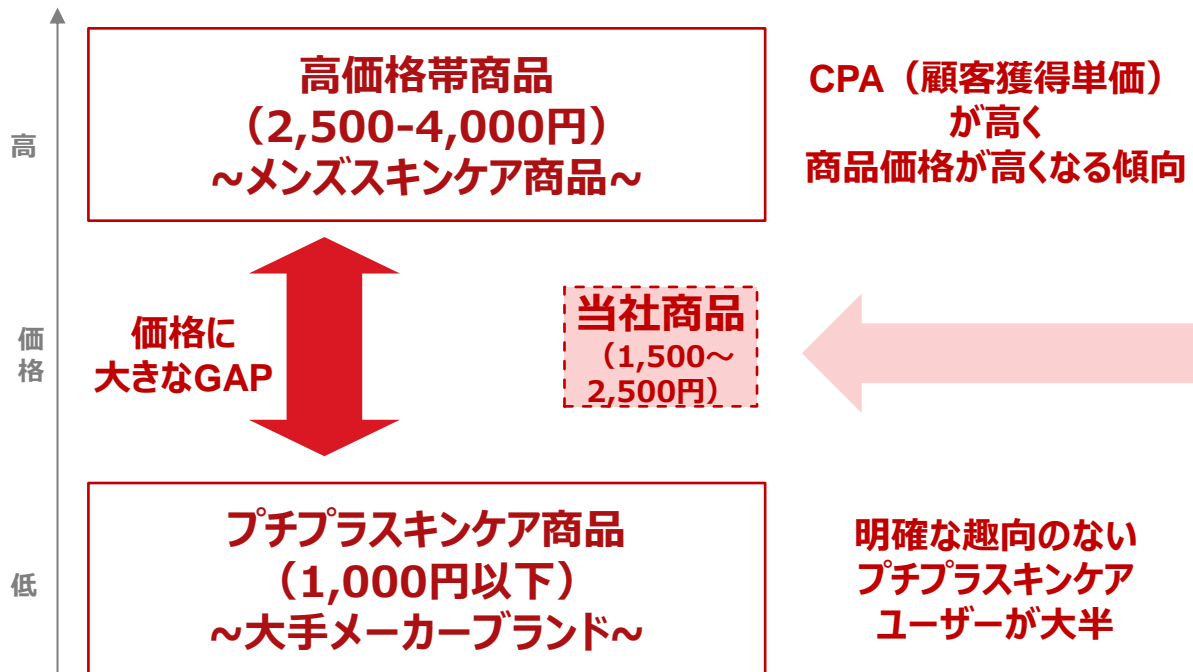 高価格帯商品
（2,500-4,000円）
~メンズスキンケア商品~
CPA（顧客獲得単価）
が高く
商品価格が高くなる傾向
高
価格に
大きなGAP
当社商品
（1,500～
2,500円）
価
格
プチプラスキンケア商品
（1,000円以下）
~大手メーカーブランド~
明確な趣向のない
プチプラスキンケア
ユーザーが大半
低